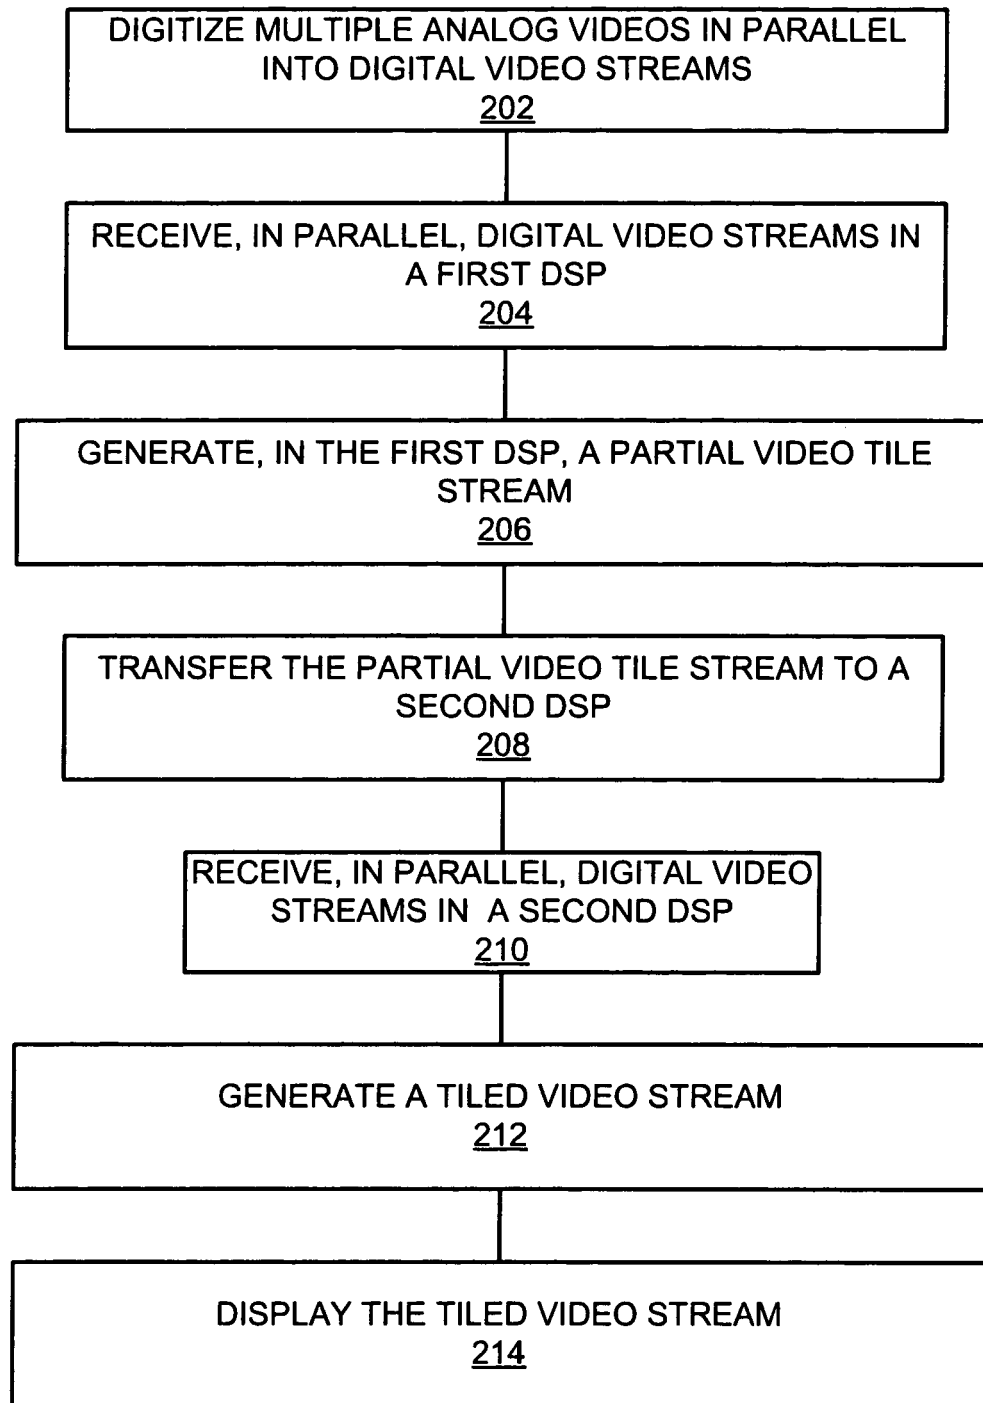 DIGITIZE MULTIPLE ANALOG VIDEOS IN PARALLEL
INTO DIGITAL VIDEO STREAMS
202
RECEIVE, IN PARALLEL, DIGITAL VIDEO STREAMS IN
A FIRST DSP
204
GENERATE, IN THE FIRST DSP, A PARTIAL VIDEO TILE
STREAM
206
TRANSFER THE PARTIAL VIDEO TILE STREAM TO A
SECOND DSP
208
RECEIVE, IN PARALLEL, DIGITAL VIDEO
STREAMS IN A SECOND DSP
210
GENERATE A TILED VIDEO STREAM
212
DISPLAY THE TILED VIDEO STREAM
214